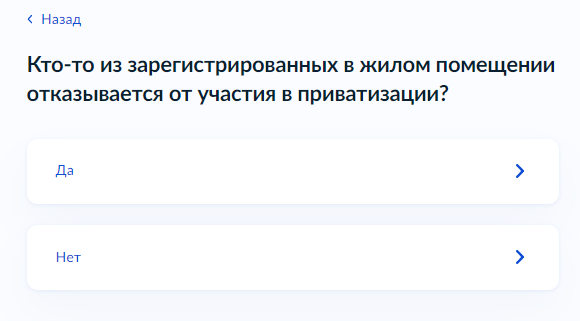 Назад
Кто-то из зарегистрированных в жилом помещении
отказывается от участия в приватизации?
Да
Нет